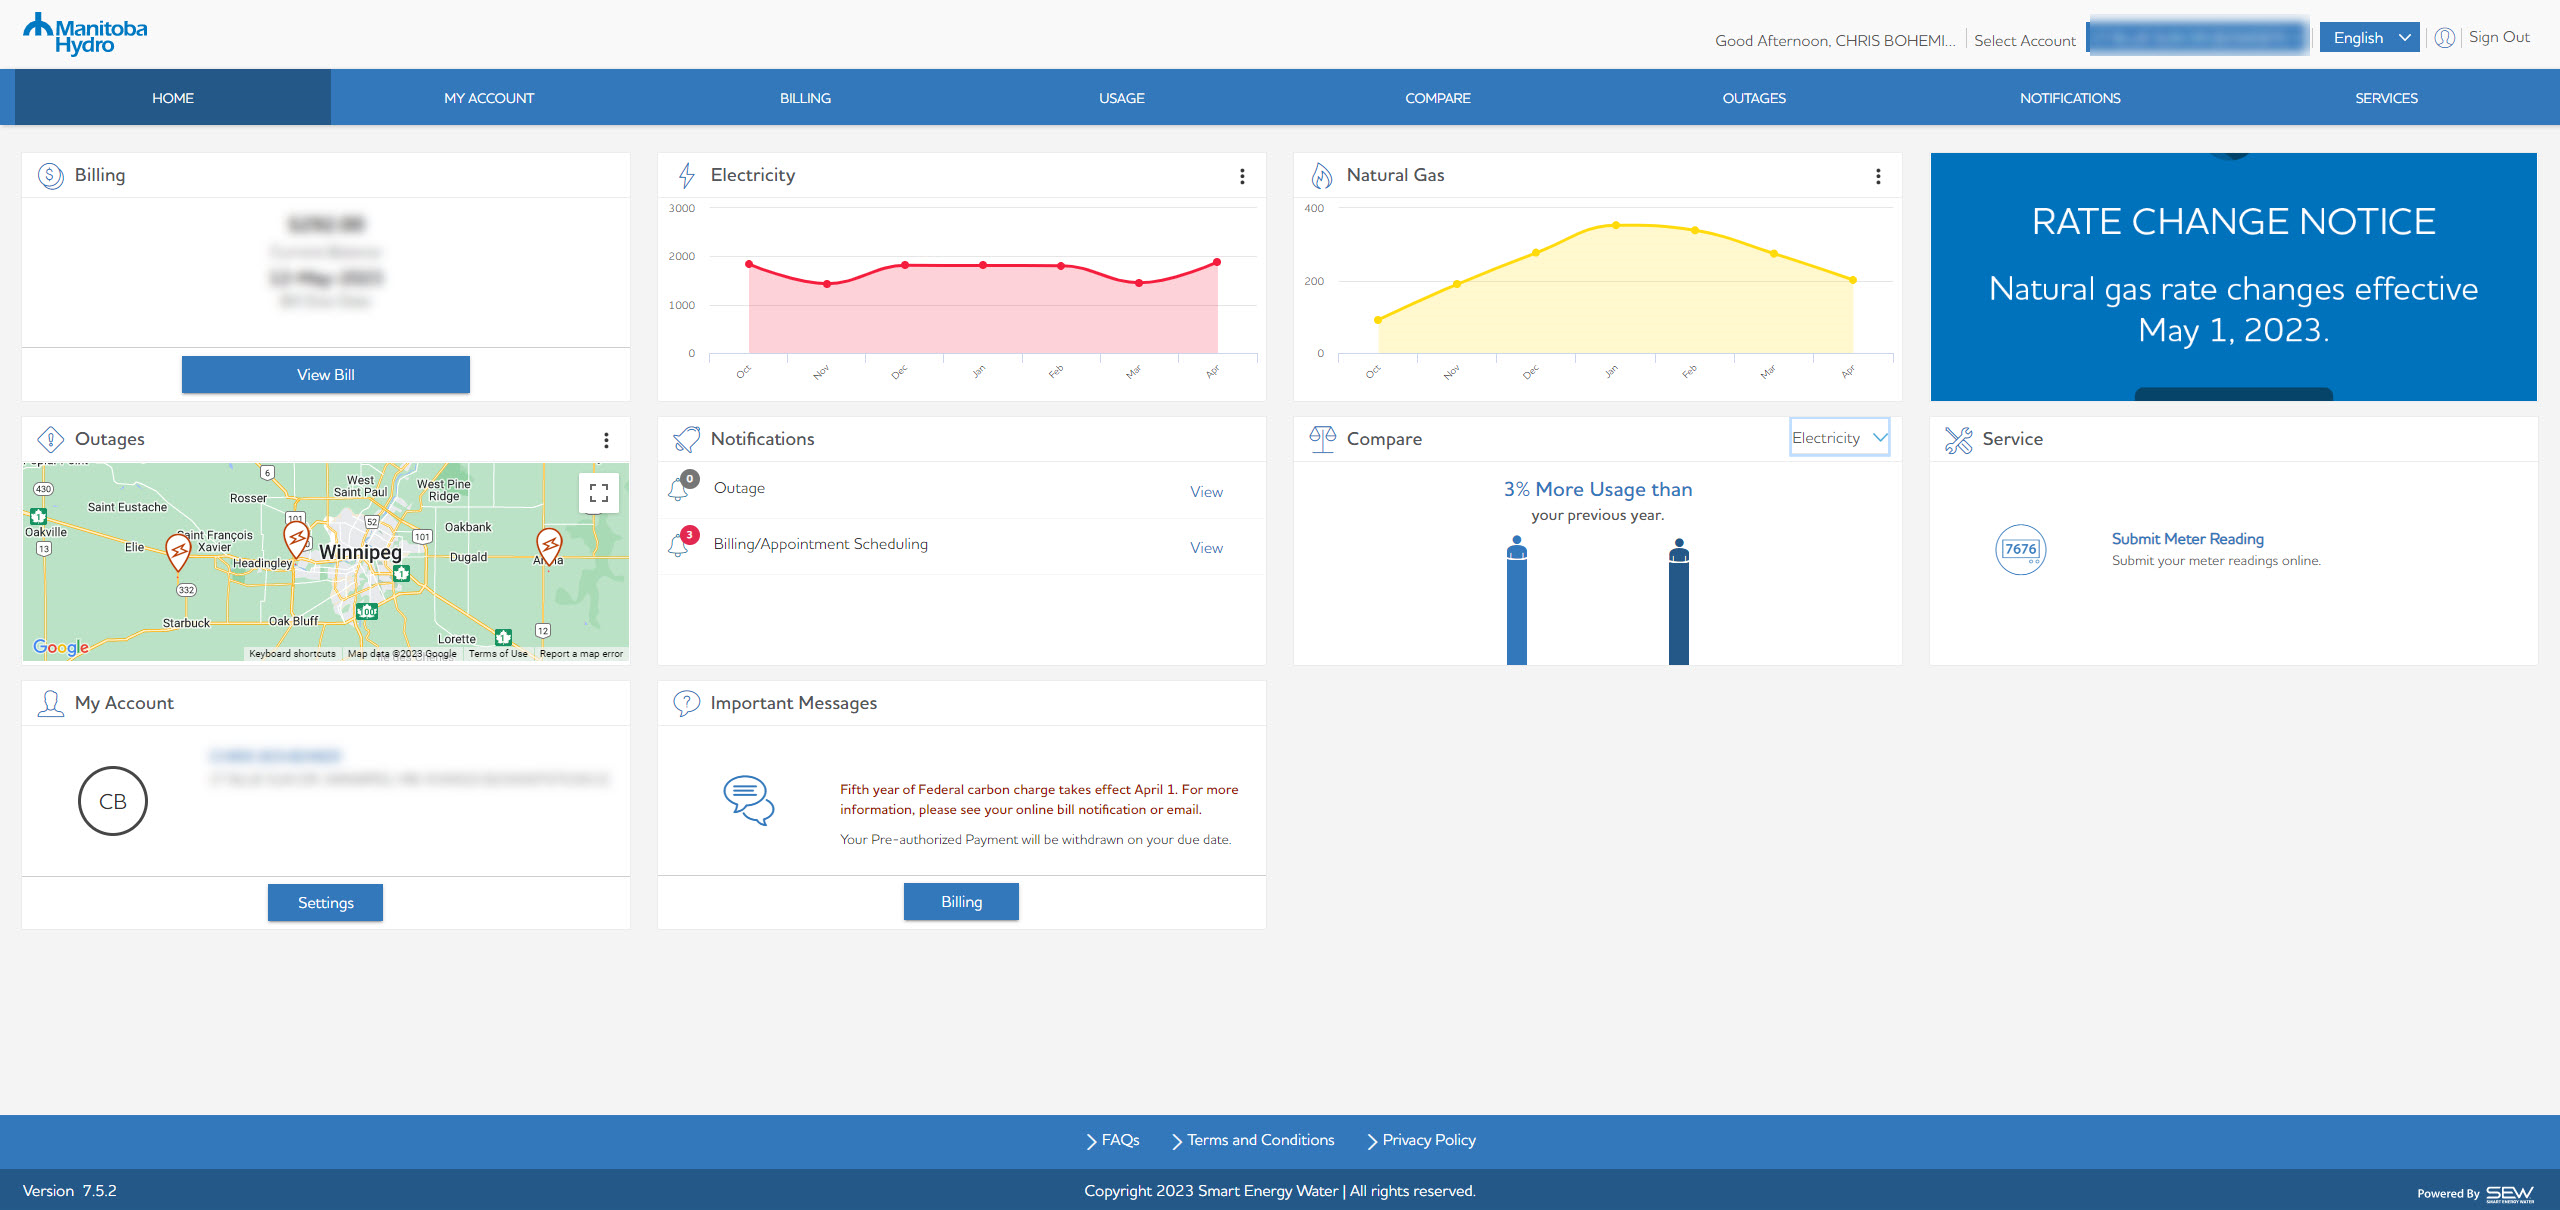 Manitoba
Hydro
Good Afternoon, CHRIS BOHEMI...
Select Account
English
Sign Out
HOME
MY ACCOUNT
BILLING
USAGE
COMPARE
OUTAGES
NOTIFICATIONS
SERVICES
Billing
View Bill
Electricity
3000
2000
1000
0
Oct Nov Dec Jan Feb Mar Apr
Natural Gas
400
200
0
Oct Nov Dec Jan Feb Mar Apr
RATE CHANGE NOTICE
Natural gas rate changes effective
May 1, 2023.
Outages
6
West
Saint Paul
West Pine
Ridge
430
Rosser
Saint Eustache
1
101
52
Oakbank
Oakville
Saint François
Xavier
101
13
Elie
Winnipeg
Dugald
Headingley
1
332
100
Starbuck
Oak Bluff
12
Lorette
1
Google
Keyboard shortcuts
Map data ©2023 Google
Terms of Use
Report a map error
Notifications
0
Outage
View
3
Billing/Appointment Scheduling
View
Compare
Electricity
3% More Usage than
your previous year.
Service
7676
Submit Meter Reading
Submit your meter readings online.
My Account
CB
Settings
Important Messages
?
Fifth year of Federal carbon charge takes effect April 1. For more
information, please see your online bill notification or email.
Your Pre-authorized Payment will be withdrawn on your due date.
Billing
FAQs
Terms and Conditions
Privacy Policy
Version 7.5.2
Copyright 2023 Smart Energy Water | All rights reserved.
Powered By SEW
SMART ENERGY WATER